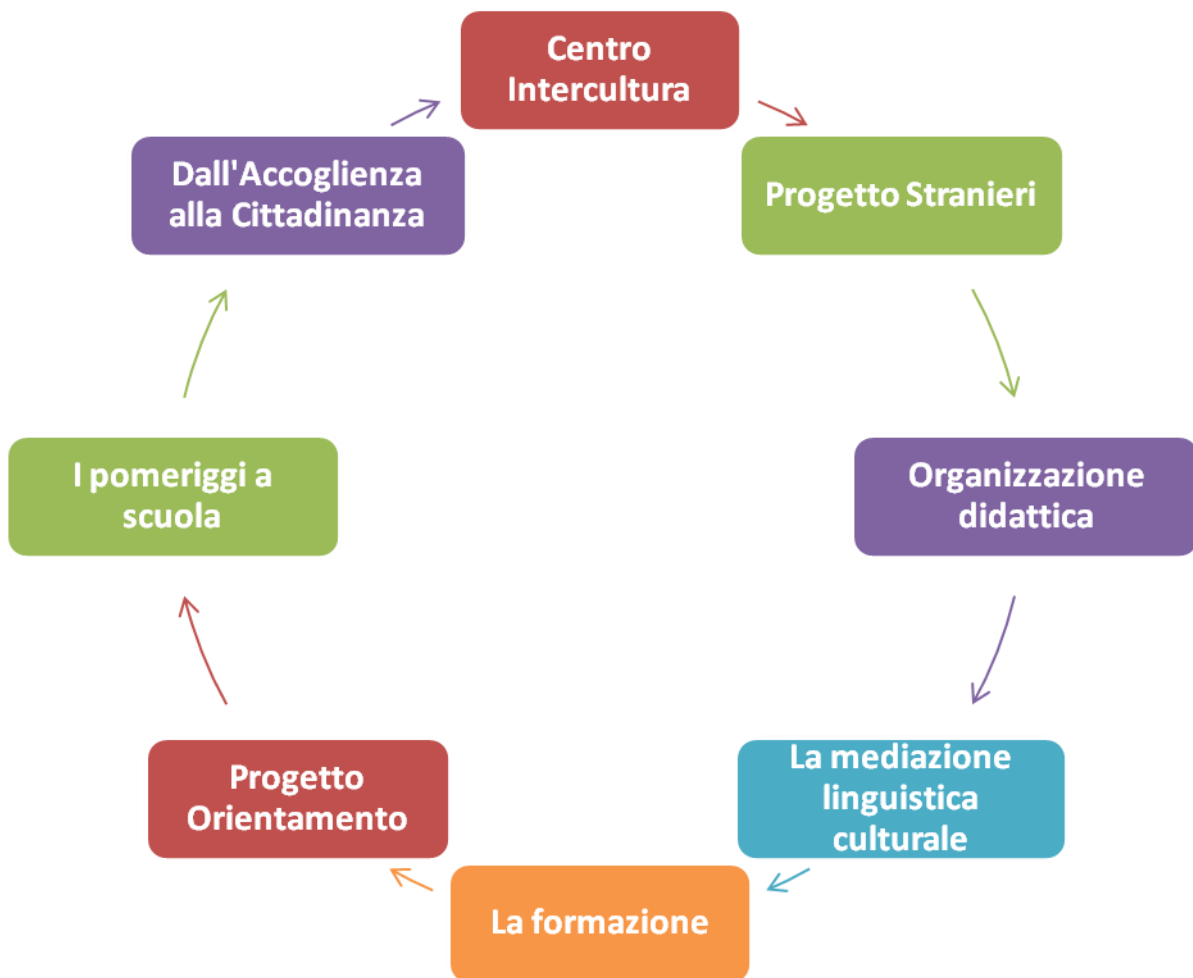 Centro
Intercultura
Progetto Stranieri
Organizzazione
didattica
La mediazione
linguistica
culturale
La formazione
Progetto
Orientamento
I pomeriggi a
scuola
Dall'Accoglienza
alla Cittadinanza